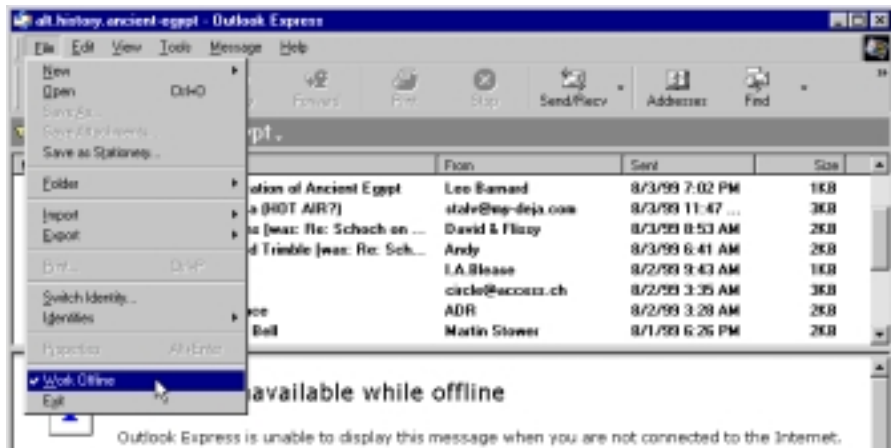 alt.history.ancient-egypt - Outlook Express
File Edit View Tools Message Help
New
Open Ctrl+O
Save As...
Save Attachments...
Save as Stationery...
Folder
Import
Export
Print... Ctrl+P
Switch Identity...
Identities
Properties Alt+Enter
Work Offline
Exit
Forward Print Stop Send/Recv Addresses Find
ypt.
From Sent Size
ation of Ancient Egypt Leo Barnard 8/3/99 7:02 PM 1KB
a (HOT AIR?) stalv@my-deja.com 8/3/99 11:47 ... 3KB
ns [was: Re: Schoch on ... David & Flissy 8/3/99 8:53 AM 2KB
d Trimble [was: Re: Sch... Andy 8/3/99 6:41 AM 2KB
I.A.Blease 8/2/99 9:43 AM 1KB
circle@access.ch 8/2/99 3:35 AM 3KB
ADR 8/2/99 3:28 AM 2KB
Bell Martin Stower 8/1/99 6:26 PM 2KB
available while offline
Outlook Express is unable to display this message when you are not connected to the Internet.